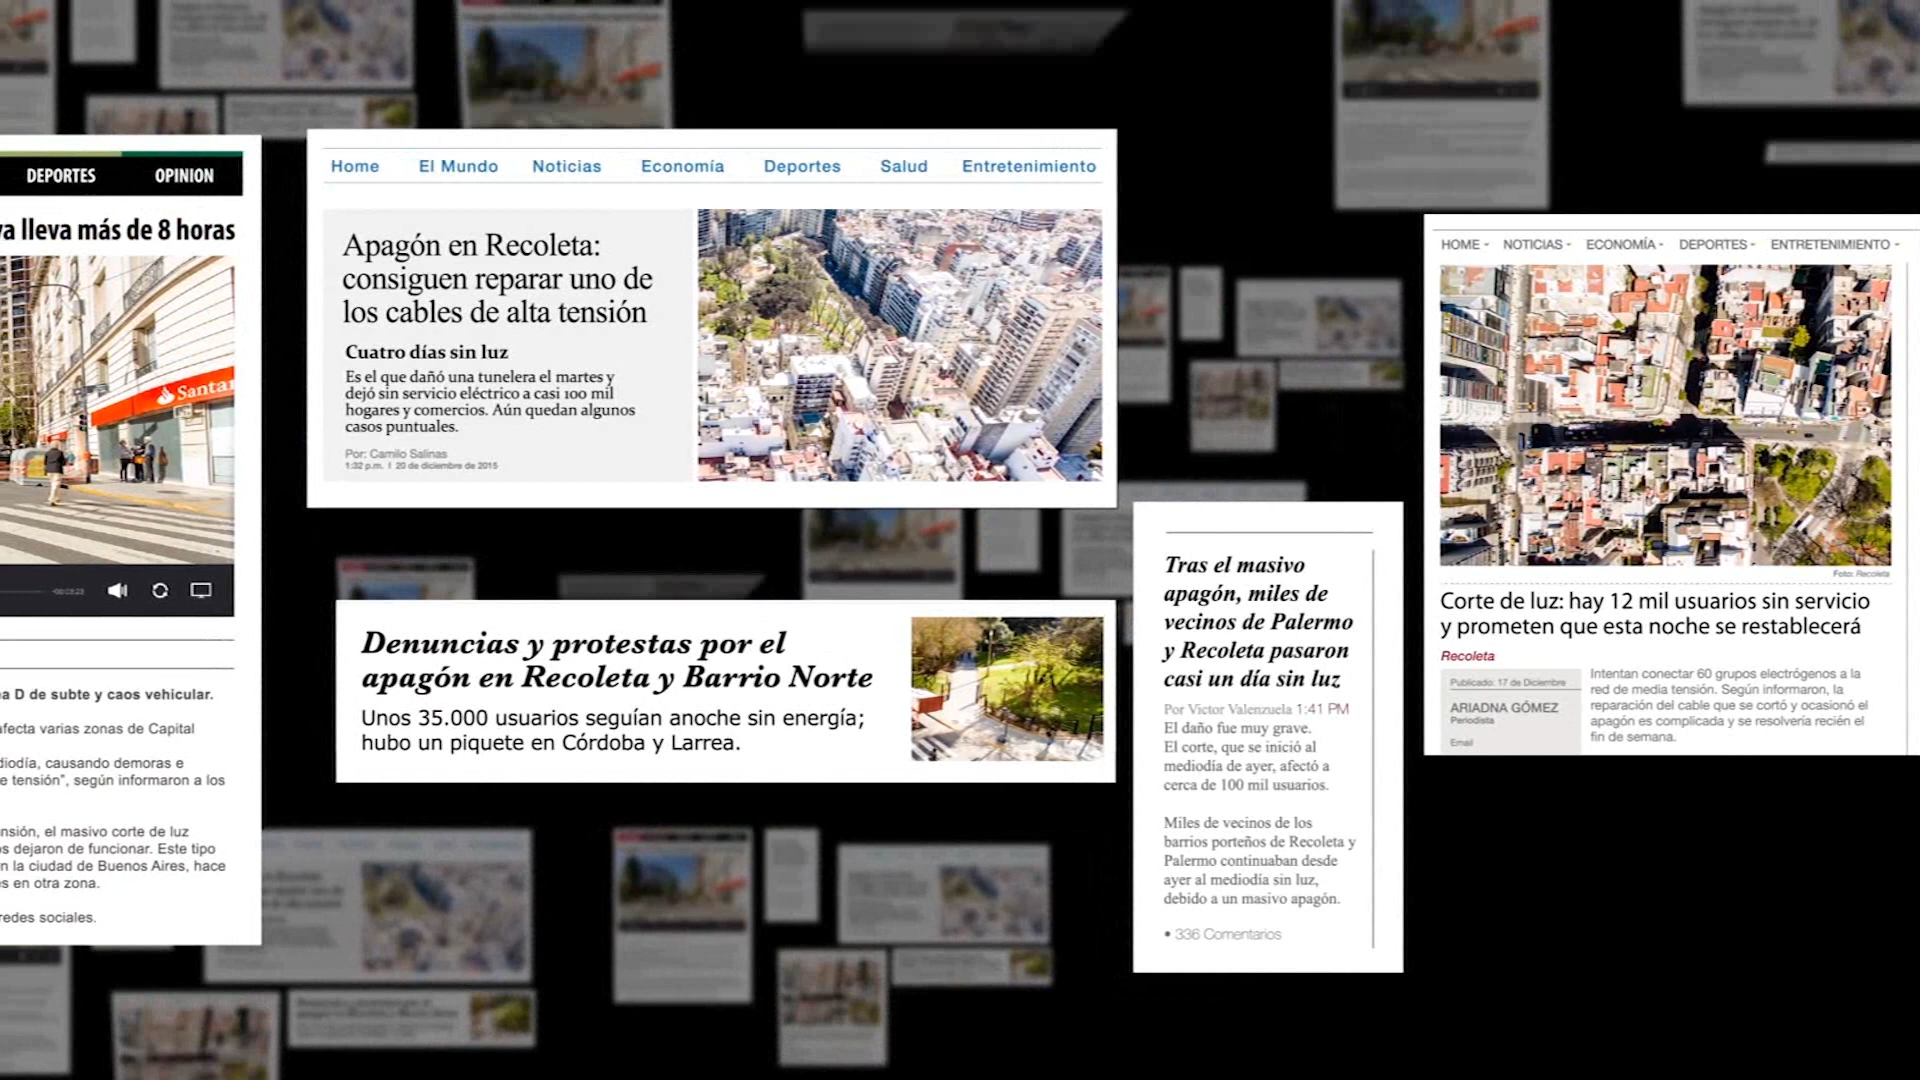 DEPORTES OPINION
lleva más de 8 horas
Santa
-00:03:23
D de subte y caos vehicular.
afecta varias zonas de Capital
causando demoras e
tensión", según informaron a los
el masivo corte de luz
dejaron de funcionar. Este tipo
la ciudad de Buenos Aires, hace
en otra zona.
redes sociales.
Home El Mundo Noticias Economía Deportes Salud Entretenimiento
Apagón en Recoleta:
consiguen reparar uno de
los cables de alta tensión
Cuatro días sin luz
Es el que dañó una tunelera el martes y
dejó sin servicio eléctrico a casi 100 mil
hogares y comercios. Aún quedan algunos
casos puntuales.
Por: Camilo Salinas
1:32 p.m. I 20 de diciembre de 2015
Denuncias y protestas por el
apagón en Recoleta y Barrio Norte
Unos 35.000 usuarios seguían anoche sin energía;
hubo un piquete en Córdoba y Larrea.
Tras el masivo
apagón, miles de
vecinos de Palermo
y Recoleta pasaron
casi un día sin luz
Por Victor Valenzuela 1:41 PM
El daño fue muy grave.
El corte, que se inició al
mediodía de ayer, afectó a
cerca de 100 mil usuarios.
Miles de vecinos de los
barrios porteños de Recoleta y
Palermo continuaban desde
ayer al mediodía sin luz,
debido a un masivo apagón.
• 336 Comentarios
HOME NOTICIAS ECONOMÍA DEPORTES ENTRETENIMIENTO
Foto: Recoleta
Corte de luz: hay 12 mil usuarios sin servicio
y prometen que esta noche se restablecerá
Recoleta
Publicado: 17 de Diciembre
ARIADNA GÓMEZ
Periodista
Email
Intentan conectar 60 grupos electrógenos a la
red de media tensión. Según informaron, la
reparación del cable que se cortó y ocasionó el
apagón es complicada y se resolvería recién el
fin de semana.